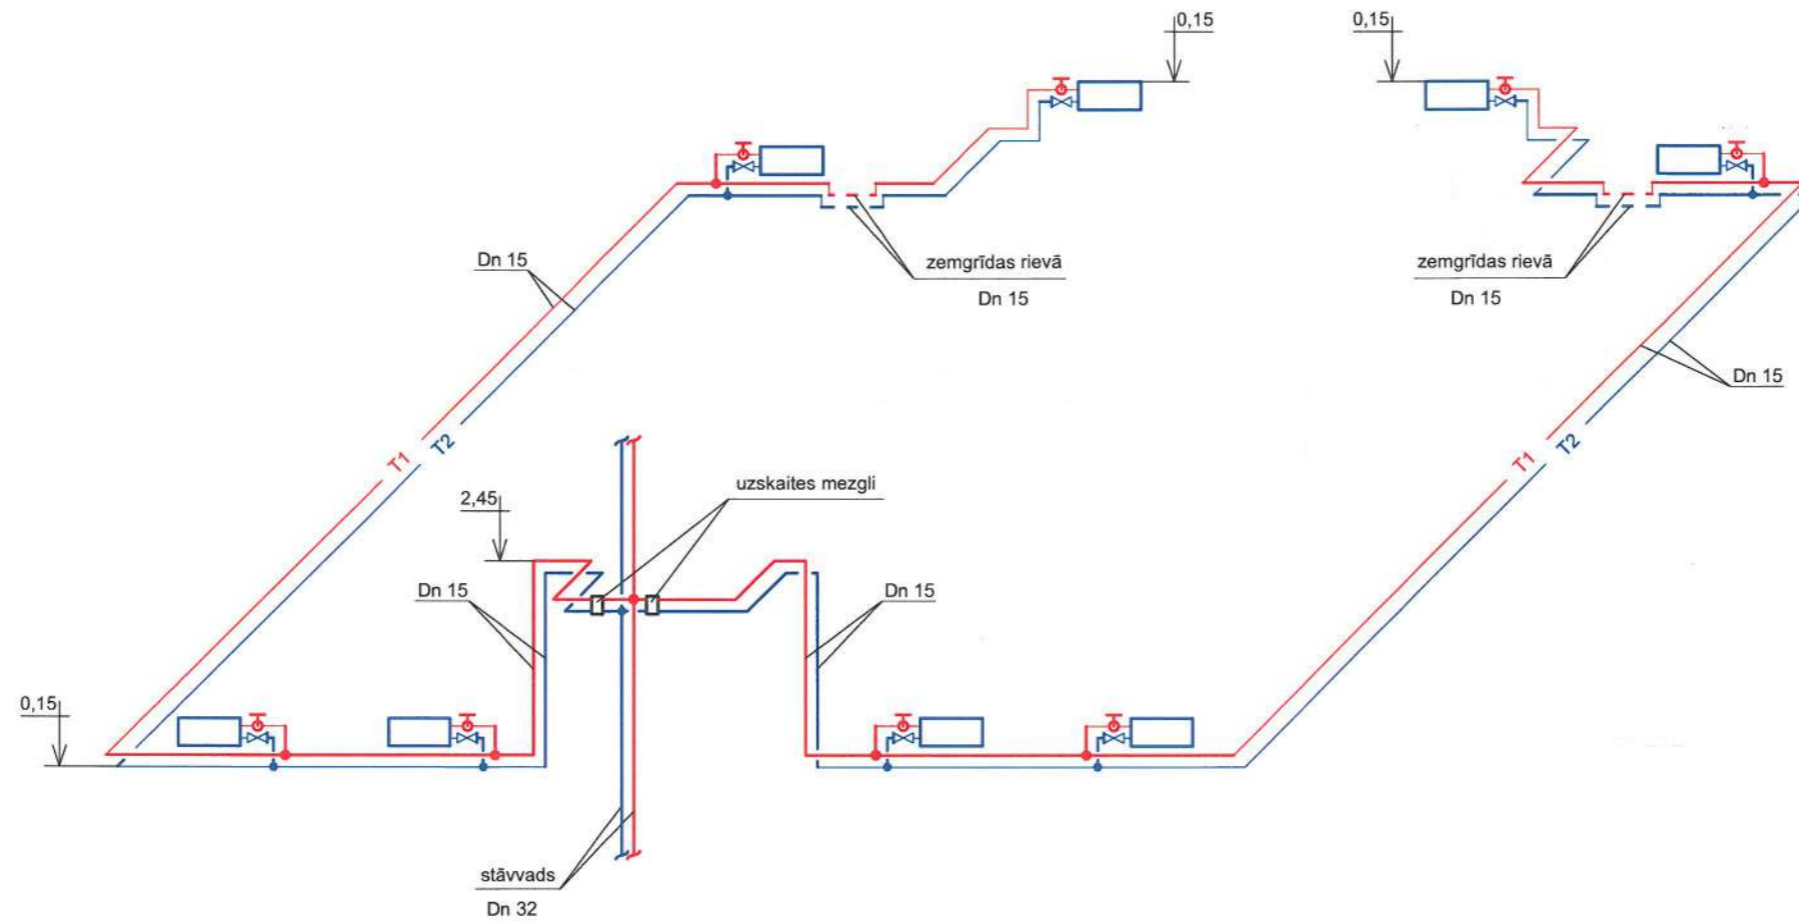 0,15
0,15
zemgrīdas rievā
Dn 15
zemgrīdas rievā
Dn 15
Dn 15
Dn 15
T1
T2
T1
T2
uzskaites mezgli
2,45
Dn 15
Dn 15
0,15
stāvvads
Dn 32